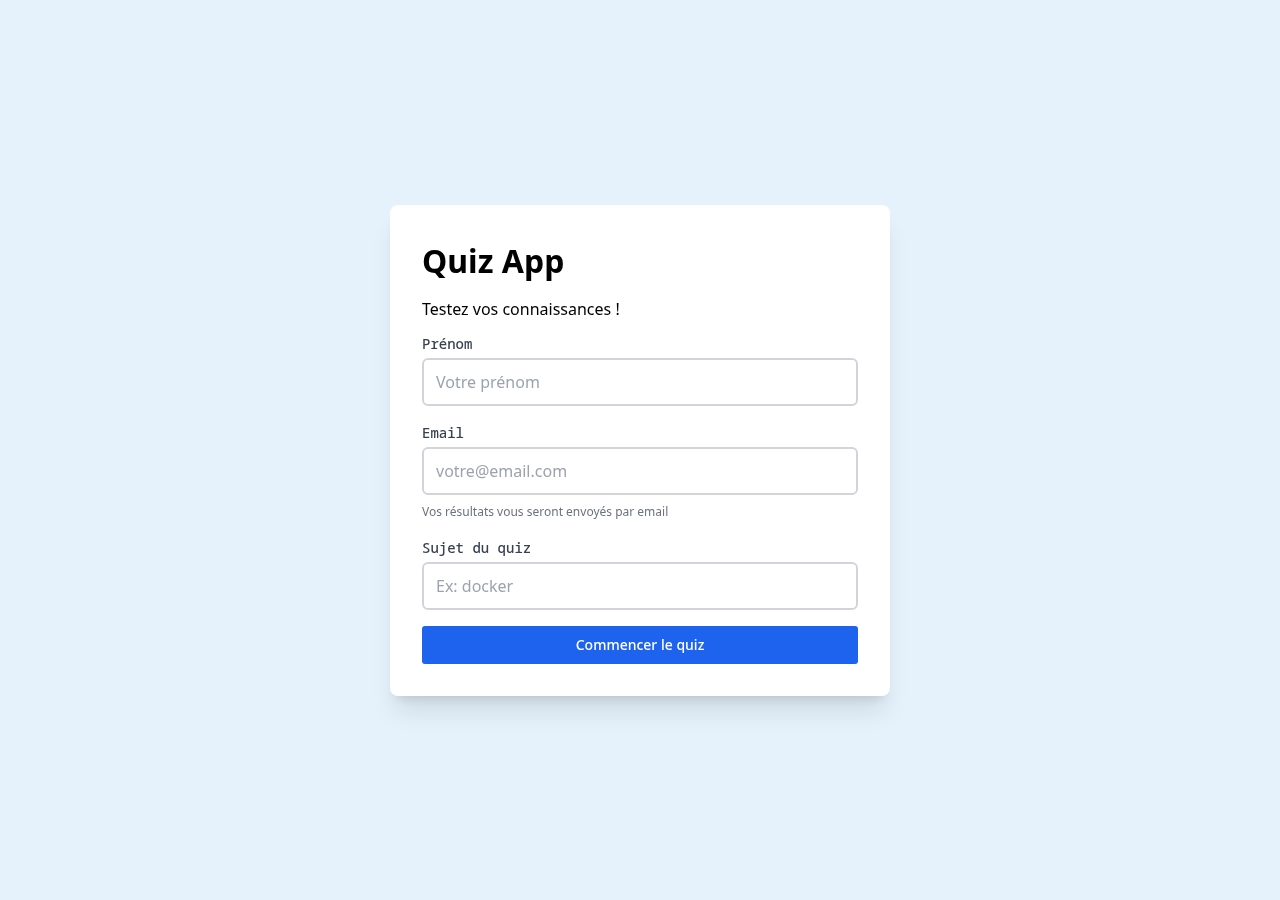 Quiz App
Testez vos connaissances !
Prénom
Votre prénom
Email
votre@email.com
Vos résultats vous seront envoyés par email
Sujet du quiz
Ex: docker
Commencer le quiz